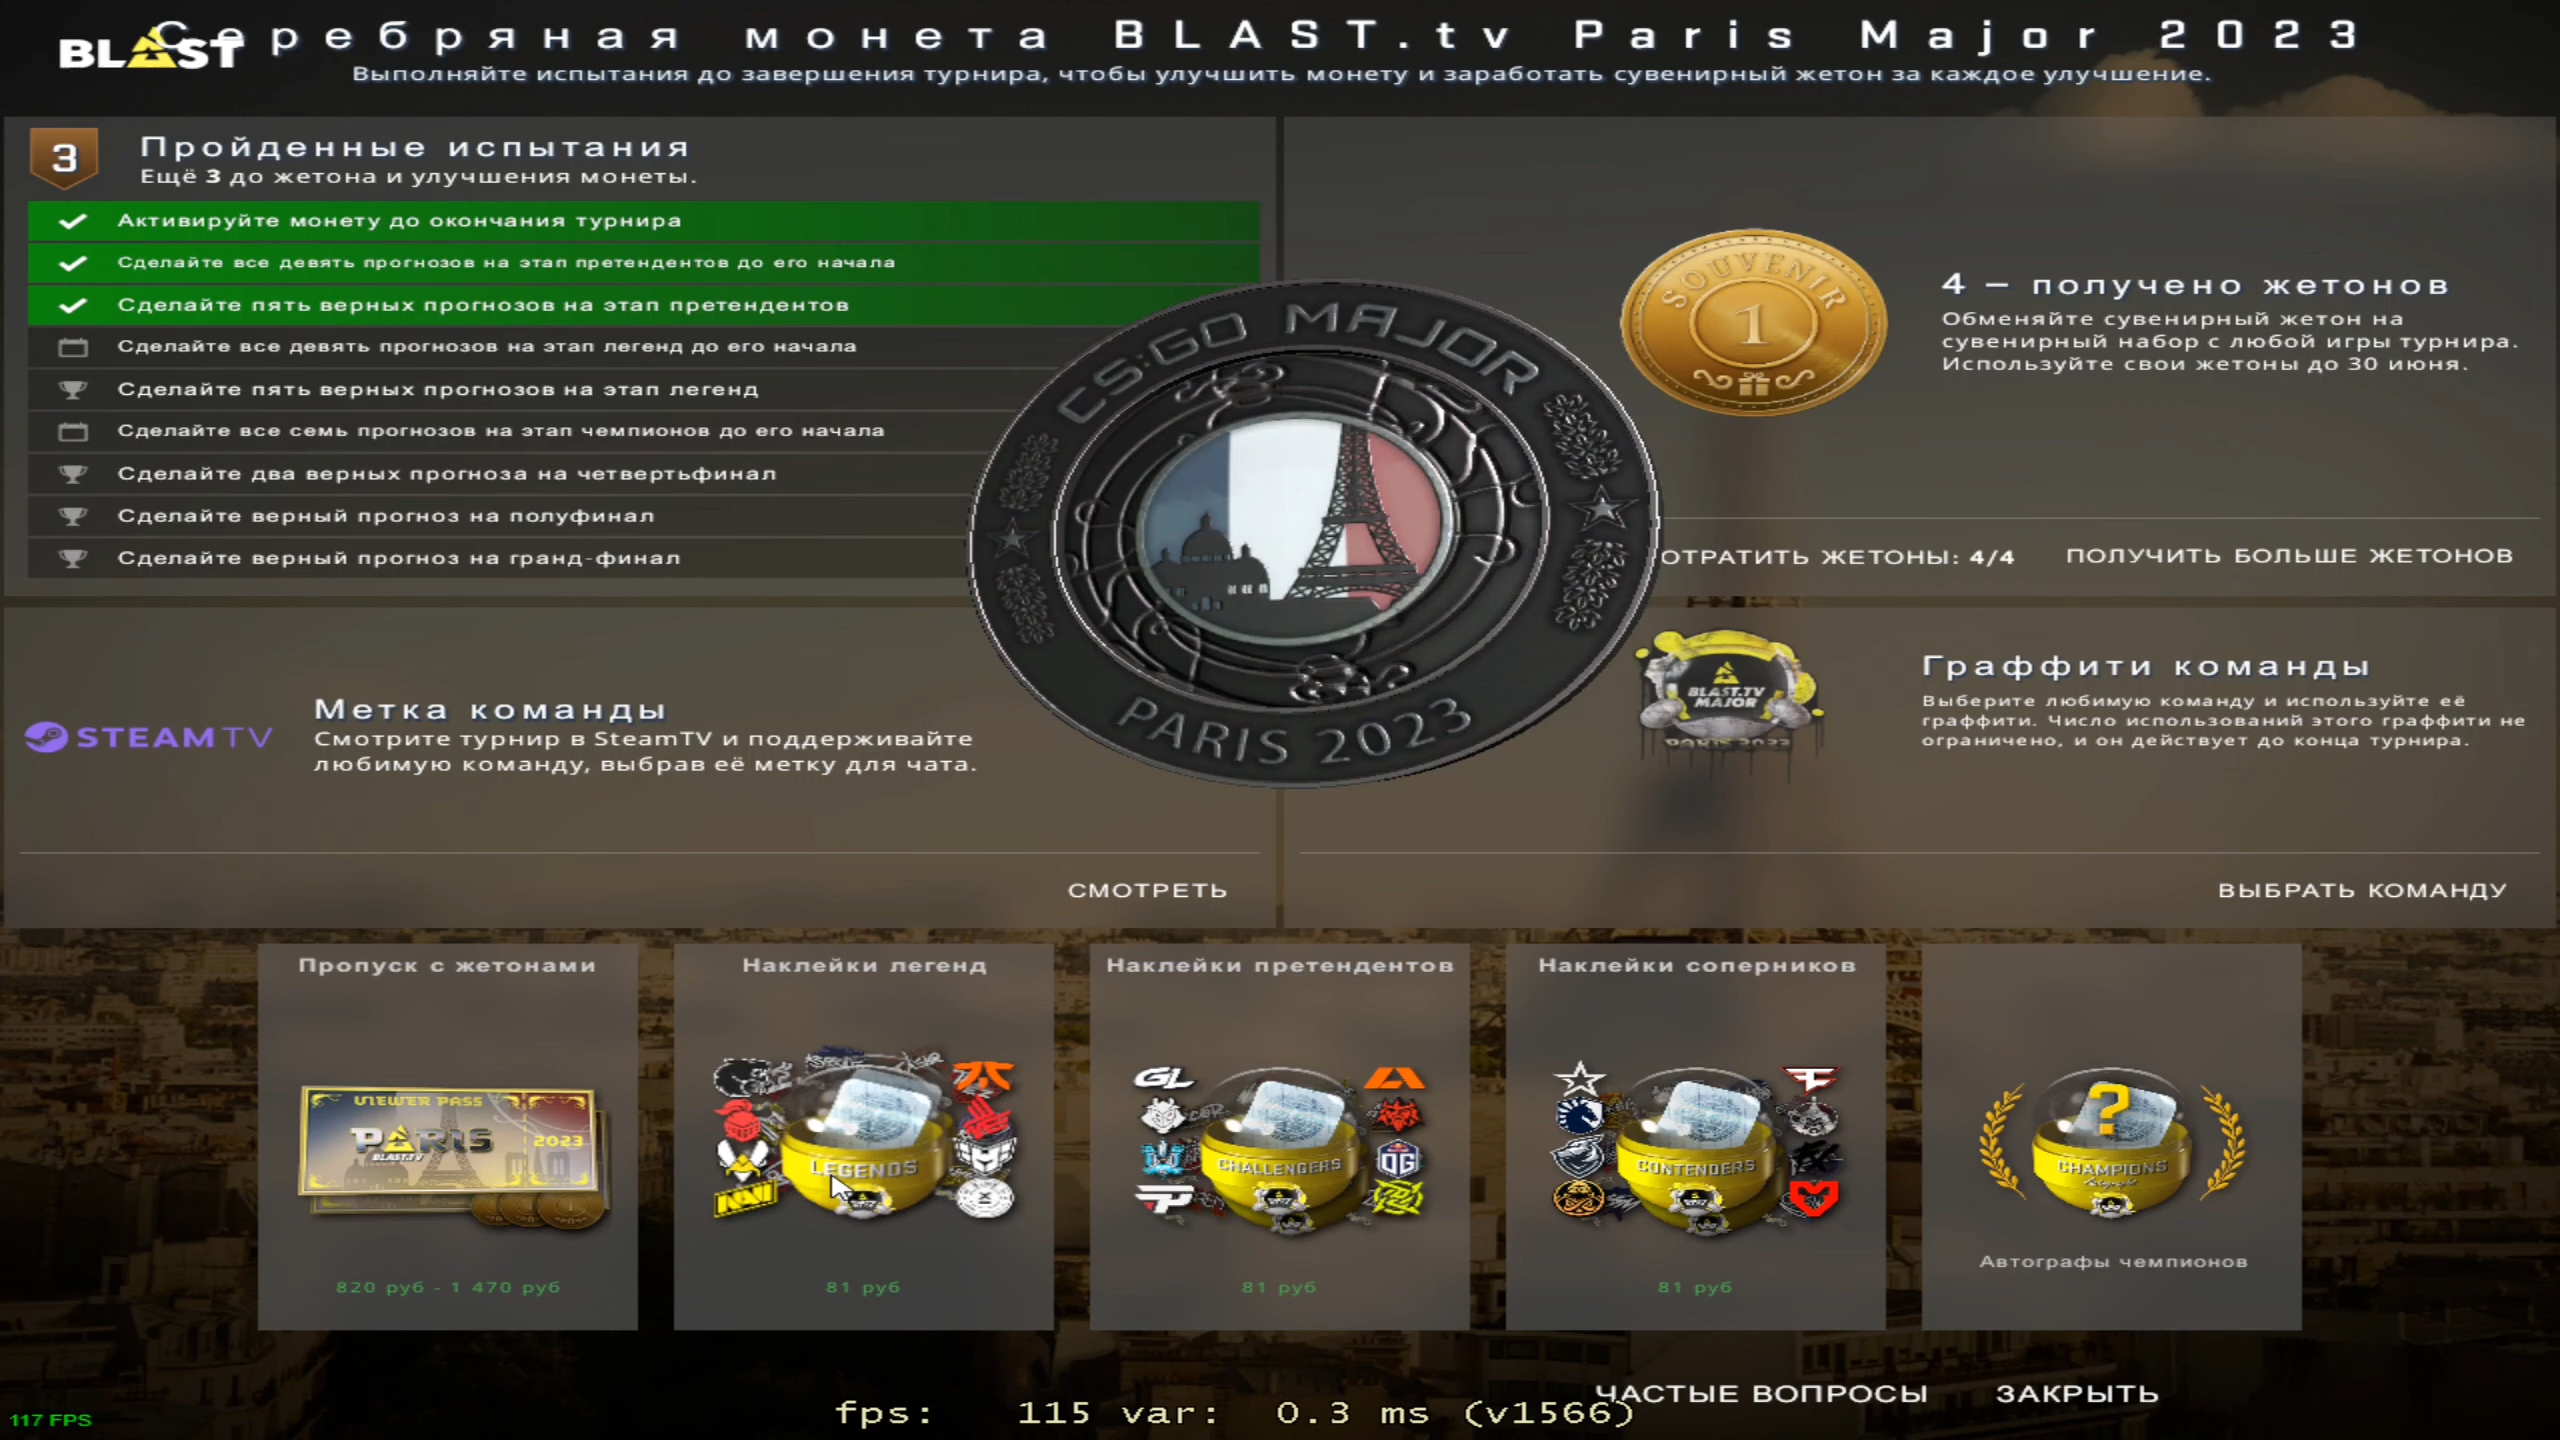 BLAST
Серебряная монета BLAST.tv Paris Major 2023
Выполняйте испытания до завершения турнира, чтобы улучшить монету и заработать сувенирный жетон за каждое улучшение.
3
Пройденные испытания
Ещё 3 до жетона и улучшения монеты.
Активируйте монету до окончания турнира
Сделайте все девять прогнозов на этап претендентов до его начала
Сделайте пять верных прогнозов на этап претендентов
Сделайте все девять прогнозов на этап легенд до его начала
Сделайте пять верных прогнозов на этап легенд
Сделайте все семь прогнозов на этап чемпионов до его начала
Сделайте два верных прогноза на четвертьфинал
Сделайте верный прогноз на полуфинал
Сделайте верный прогноз на гранд-финал
CS:GO MAJOR
PARIS 2023
SOUVENIR
1
4 — получено жетонов
Обменяйте сувенирный жетон на
сувенирный набор с любой игры турнира.
Используйте свои жетоны до 30 июня.
ОТРАТИТЬ ЖЕТОНЫ: 4/4
ПОЛУЧИТЬ БОЛЬШЕ ЖЕТОНОВ
STEAMTV
Метка команды
Смотрите турнир в SteamTV и поддерживайте
любимую команду, выбрав её метку для чата.
СМОТРЕТЬ
BLAST.TV
MAJOR
PARIS 2023
Граффити команды
Выберите любимую команду и используйте её
граффити. Число использований этого граффити не
ограничено, и он действует до конца турнира.
ВЫБРАТЬ КОМАНДУ
Пропуск с жетонами
VIEWER PASS
PARIS
2023
BLAST.TV
820 руб - 1 470 руб
Наклейки легенд
LEGENDS
81 руб
Наклейки претендентов
GL
OG
CHALLENGERS
81 руб
Наклейки соперников
CONTENDERS
81 руб
?
CHAMPIONS
Автографы чемпионов
ЧАСТЫЕ ВОПРОСЫ
ЗАКРЫТЬ
fps: 115 var: 0.3 ms (v1566)
117 FPS